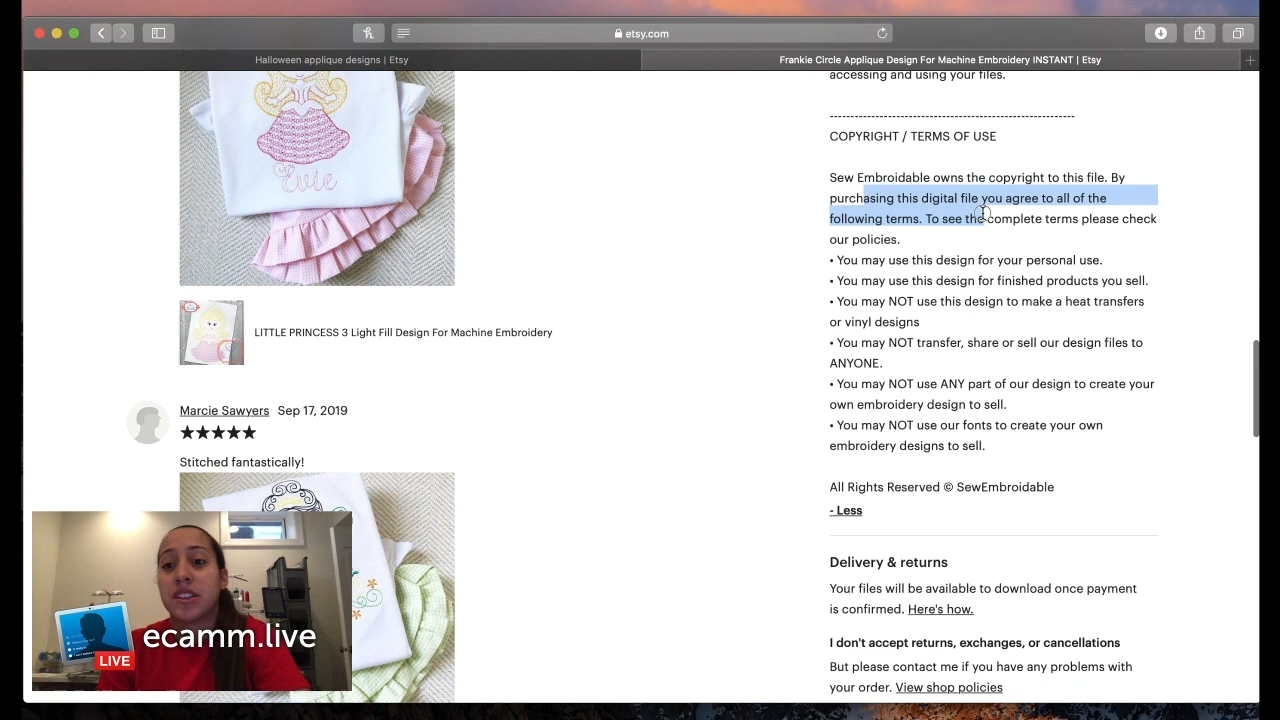 etsy.com
Halloween applique designs | Etsy
Frankie Circle Applique Design For Machine Embroidery INSTANT | Etsy
Evie
LITTLE PRINCESS 3 Light Fill Design For Machine Embroidery
Marcie Sawyers Sep 17, 2019
Stitched fantastically!
accessing and using your files.
------------------------------------------------------------
COPYRIGHT / TERMS OF USE
Sew Embroidable owns the copyright to this file. By
purchasing this digital file you agree to all of the
following terms. To see the complete terms please check
our policies.
• You may use this design for your personal use.
• You may use this design for finished products you sell.
• You may NOT use this design to make a heat transfers
or vinyl designs
• You may NOT transfer, share or sell our design files to
ANYONE.
• You may NOT use ANY part of our design to create your
own embroidery design to sell.
• You may NOT use our fonts to create your own
embroidery designs to sell.
All Rights Reserved © SewEmbroidable
- Less
Delivery & returns
Your files will be available to download once payment
is confirmed. Here's how.
I don't accept returns, exchanges, or cancellations
But please contact me if you have any problems with
your order. View shop policies
ecamm.live
LIVE